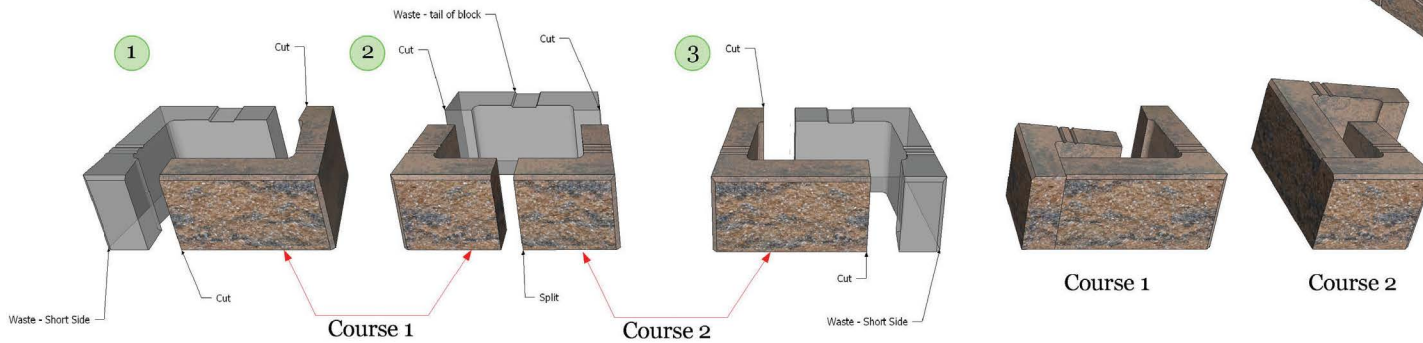 Waste - tail of block
Cut
1
Cut
2
Cut
3
Cut
Waste - Short Side
Cut
Split
Cut
Waste - Short Side
Course 1
Course 2
Course 1
Course 2